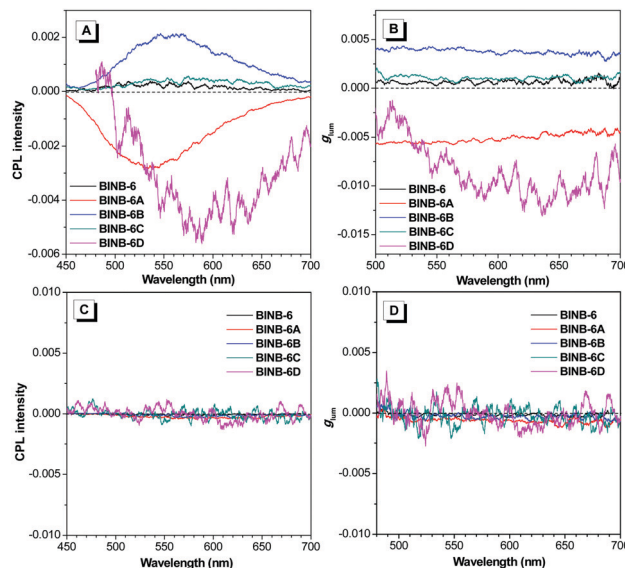 A
CPL intensity
0.002
0.000
-0.002
-0.004
-0.006
BINB-6
BINB-6A
BINB-6B
BINB-6C
BINB-6D
450 500 550 600 650 700
Wavelength (nm)
B
glum
0.005
0.000
-0.005
-0.010
-0.015
BINB-6
BINB-6A
BINB-6B
BINB-6C
BINB-6D
500 550 600 650 700
Wavelength (nm)
C
CPL intensity
0.010
0.005
0.000
-0.005
-0.010
BINB-6
BINB-6A
BINB-6B
BINB-6C
BINB-6D
450 500 550 600 650 700
Wavelength (nm)
D
glum
0.010
0.005
0.000
-0.005
-0.010
BINB-6
BINB-6A
BINB-6B
BINB-6C
BINB-6D
500 550 600 650 700
Wavelength (nm)